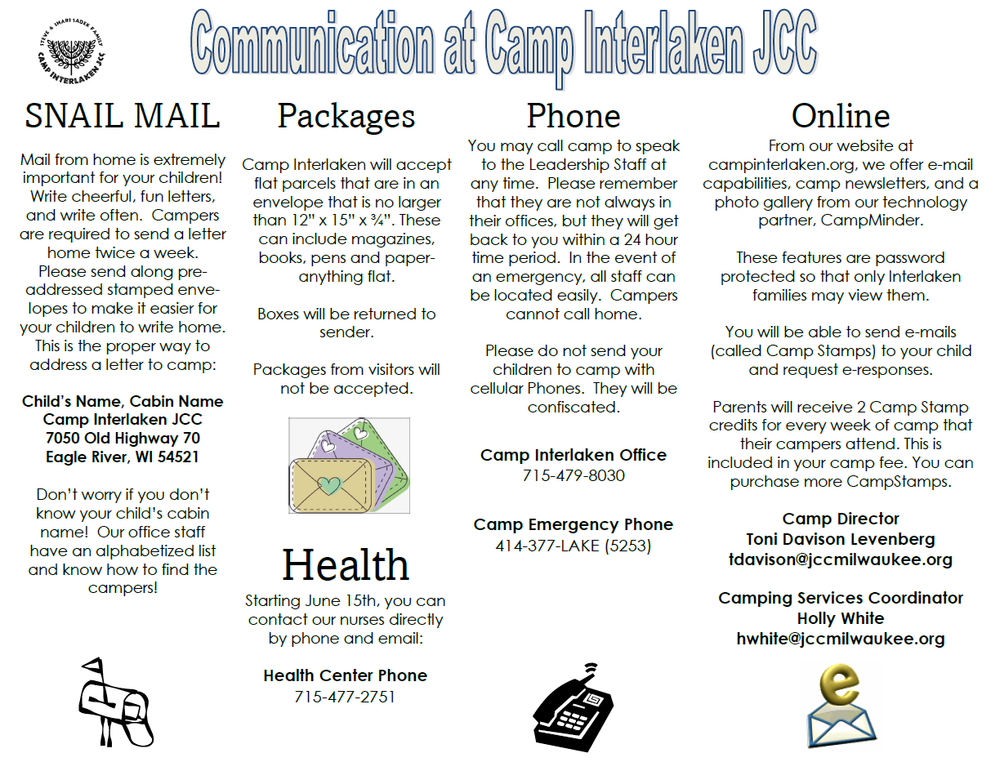 STEVE & SHARI SADEK FAMILY
CAMP INTERLAKEN JCC
Communication at Camp Interlaken JCC
SNAIL MAIL
Mail from home is extremely
important for your children!
Write cheerful, fun letters,
and write often.  Campers
are required to send a letter
home twice a week.
Please send along pre-
addressed stamped enve-
lopes to make it easier for
your children to write home.
This is the proper way to
address a letter to camp:
Child's Name, Cabin Name
Camp Interlaken JCC
7050 Old Highway 70
Eagle River, WI 54521
Don't worry if you don't
know your child's cabin
name!  Our office staff
have an alphabetized list
and know how to find the
campers!
Packages
Camp Interlaken will accept
flat parcels that are in an
envelope that is no larger
than 12" x 15" x ¾". These
can include magazines,
books, pens and paper-
anything flat.
Boxes will be returned to
sender.
Packages from visitors will
not be accepted.
Health
Starting June 15th, you can
contact our nurses directly
by phone and email:
Health Center Phone
715-477-2751
Phone
You may call camp to speak
to the Leadership Staff at
any time.  Please remember
that they are not always in
their offices, but they will get
back to you within a 24 hour
time period.  In the event of
an emergency, all staff can
be located easily.  Campers
cannot call home.
Please do not send your
children to camp with
cellular Phones.  They will be
confiscated.
Camp Interlaken Office
715-479-8030
Camp Emergency Phone
414-377-LAKE (5253)
Online
From our website at
campinterlaken.org, we offer e-mail
capabilities, camp newsletters, and a
photo gallery from our technology
partner, CampMinder.
These features are password
protected so that only Interlaken
families may view them.
You will be able to send e-mails
(called Camp Stamps) to your child
and request e-responses.
Parents will receive 2 Camp Stamp
credits for every week of camp that
their campers attend. This is
included in your camp fee. You can
purchase more CampStamps.
Camp Director
Toni Davison Levenberg
tdavison@jccmilwaukee.org
Camping Services Coordinator
Holly White
hwhite@jccmilwaukee.org
e